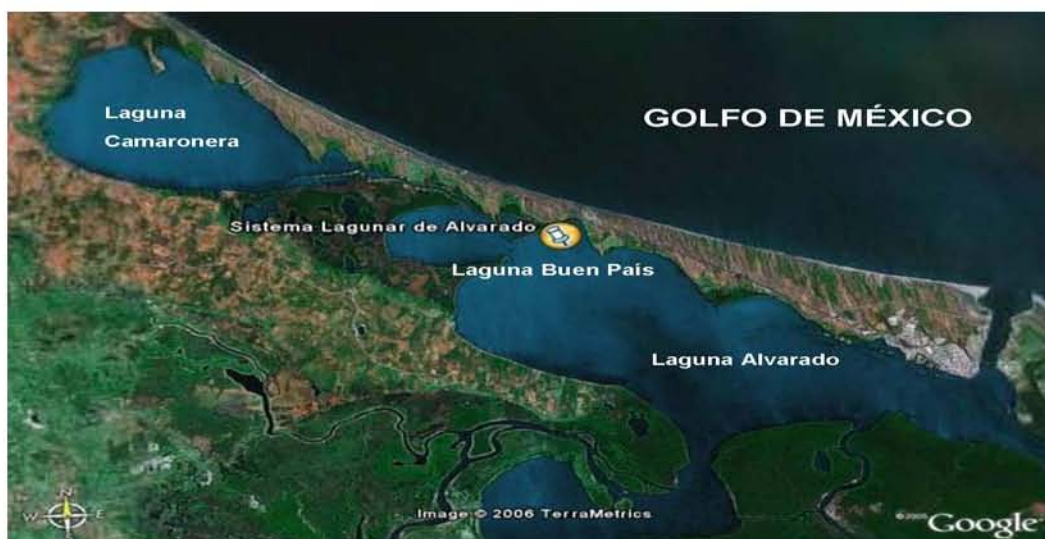 Laguna
Camaronera
GOLFO DE MÉXICO
Sistema Lagunar de Alvarado
Laguna Buen País
Laguna Alvarado
N
W E
S
Image © 2006 TerraMetrics
Google